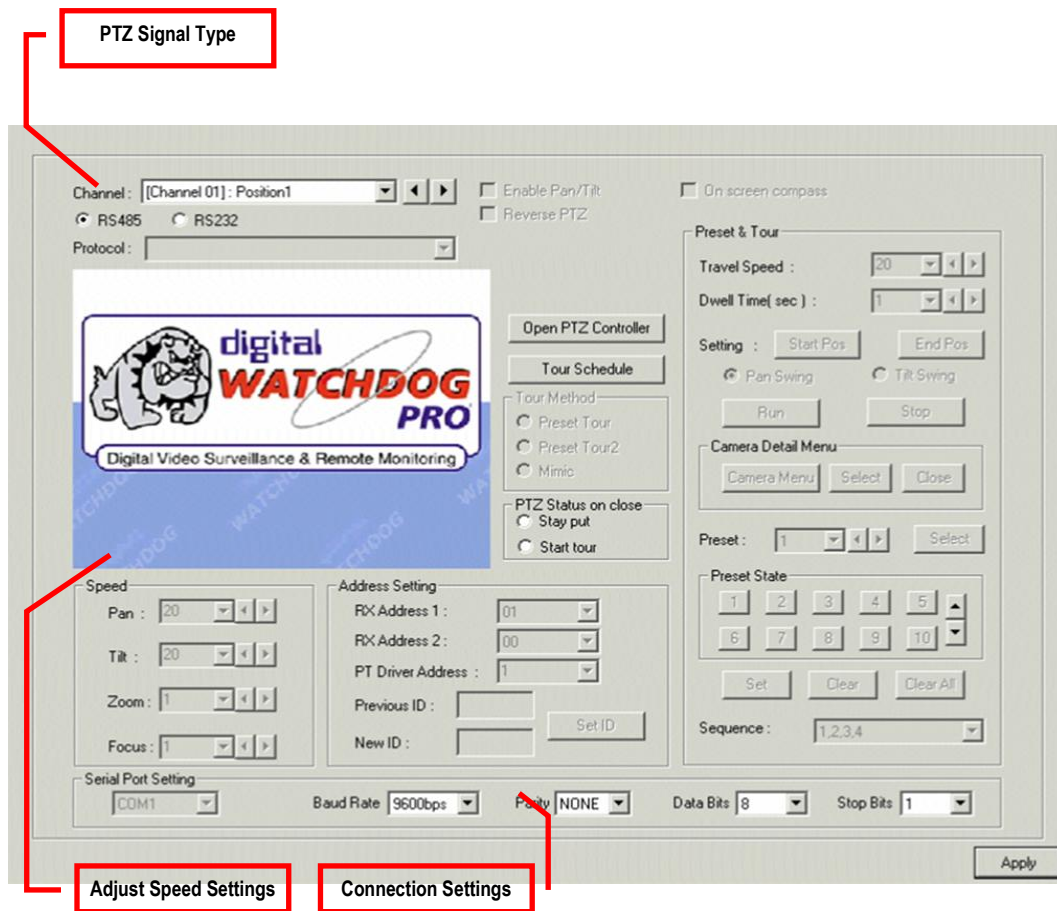 PTZ Signal Type
Channel : [Channel 01] : Position1
Enable Pan/Tilt
On screen compass
RS485 RS232
Reverse PTZ
Protocol :
digital
WATCHDOG
PRO
Digital Video Surveillance & Remote Monitoring
WATCHDOG
WATCHDOG
WATCHDOG
Open PTZ Controller
Tour Schedule
Tour Method
Preset Tour
Preset Tour2
Mimic
PTZ Status on close
Stay put
Start tour
Preset & Tour
Travel Speed : 20
Dwell Time( sec ) : 1
Setting : Start Pos End Pos
Pan Swing Tilt Swing
Run Stop
Camera Detail Menu
Camera Menu Select Close
Preset : 1 Select
Preset State
1 2 3 4 5
6 7 8 9 10
Set Clear Clear All
Sequence : 1,2,3,4
Speed
Pan : 20
Tilt : 20
Zoom : 1
Focus : 1
Address Setting
RX Address 1 : 01
RX Address 2 : 00
PT Driver Address : 1
Previous ID :
New ID :
Set ID
Serial Port Setting
COM1 Baud Rate 9600bps Parity NONE Data Bits 8 Stop Bits 1
Apply
Adjust Speed Settings
Connection Settings